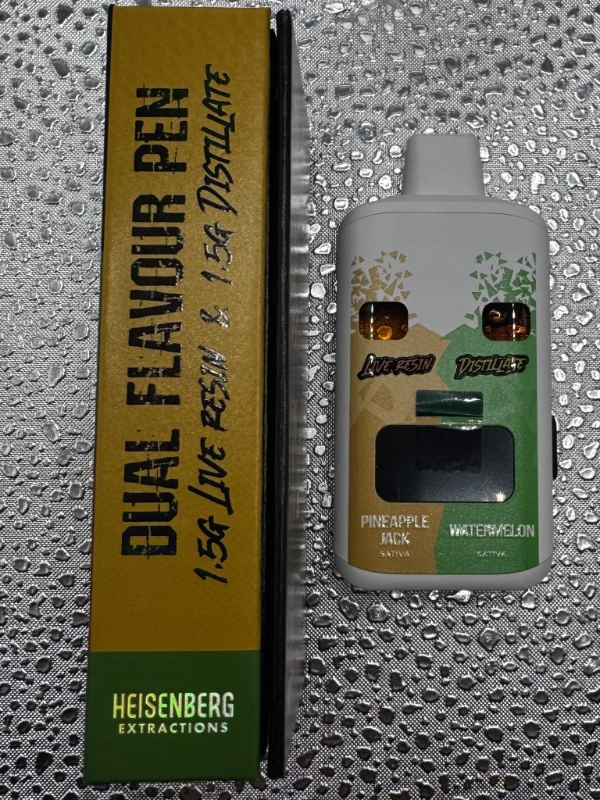 DUAL FLAVOUR PEN
1.5G LIVE RESIN & 1.5G DISTILLATE
HEISENBERG
EXTRACTIONS
LIVE RESIN
DISTILLATE
PINEAPPLE
JACK
SATIVA
WATERMELON
SATIVA